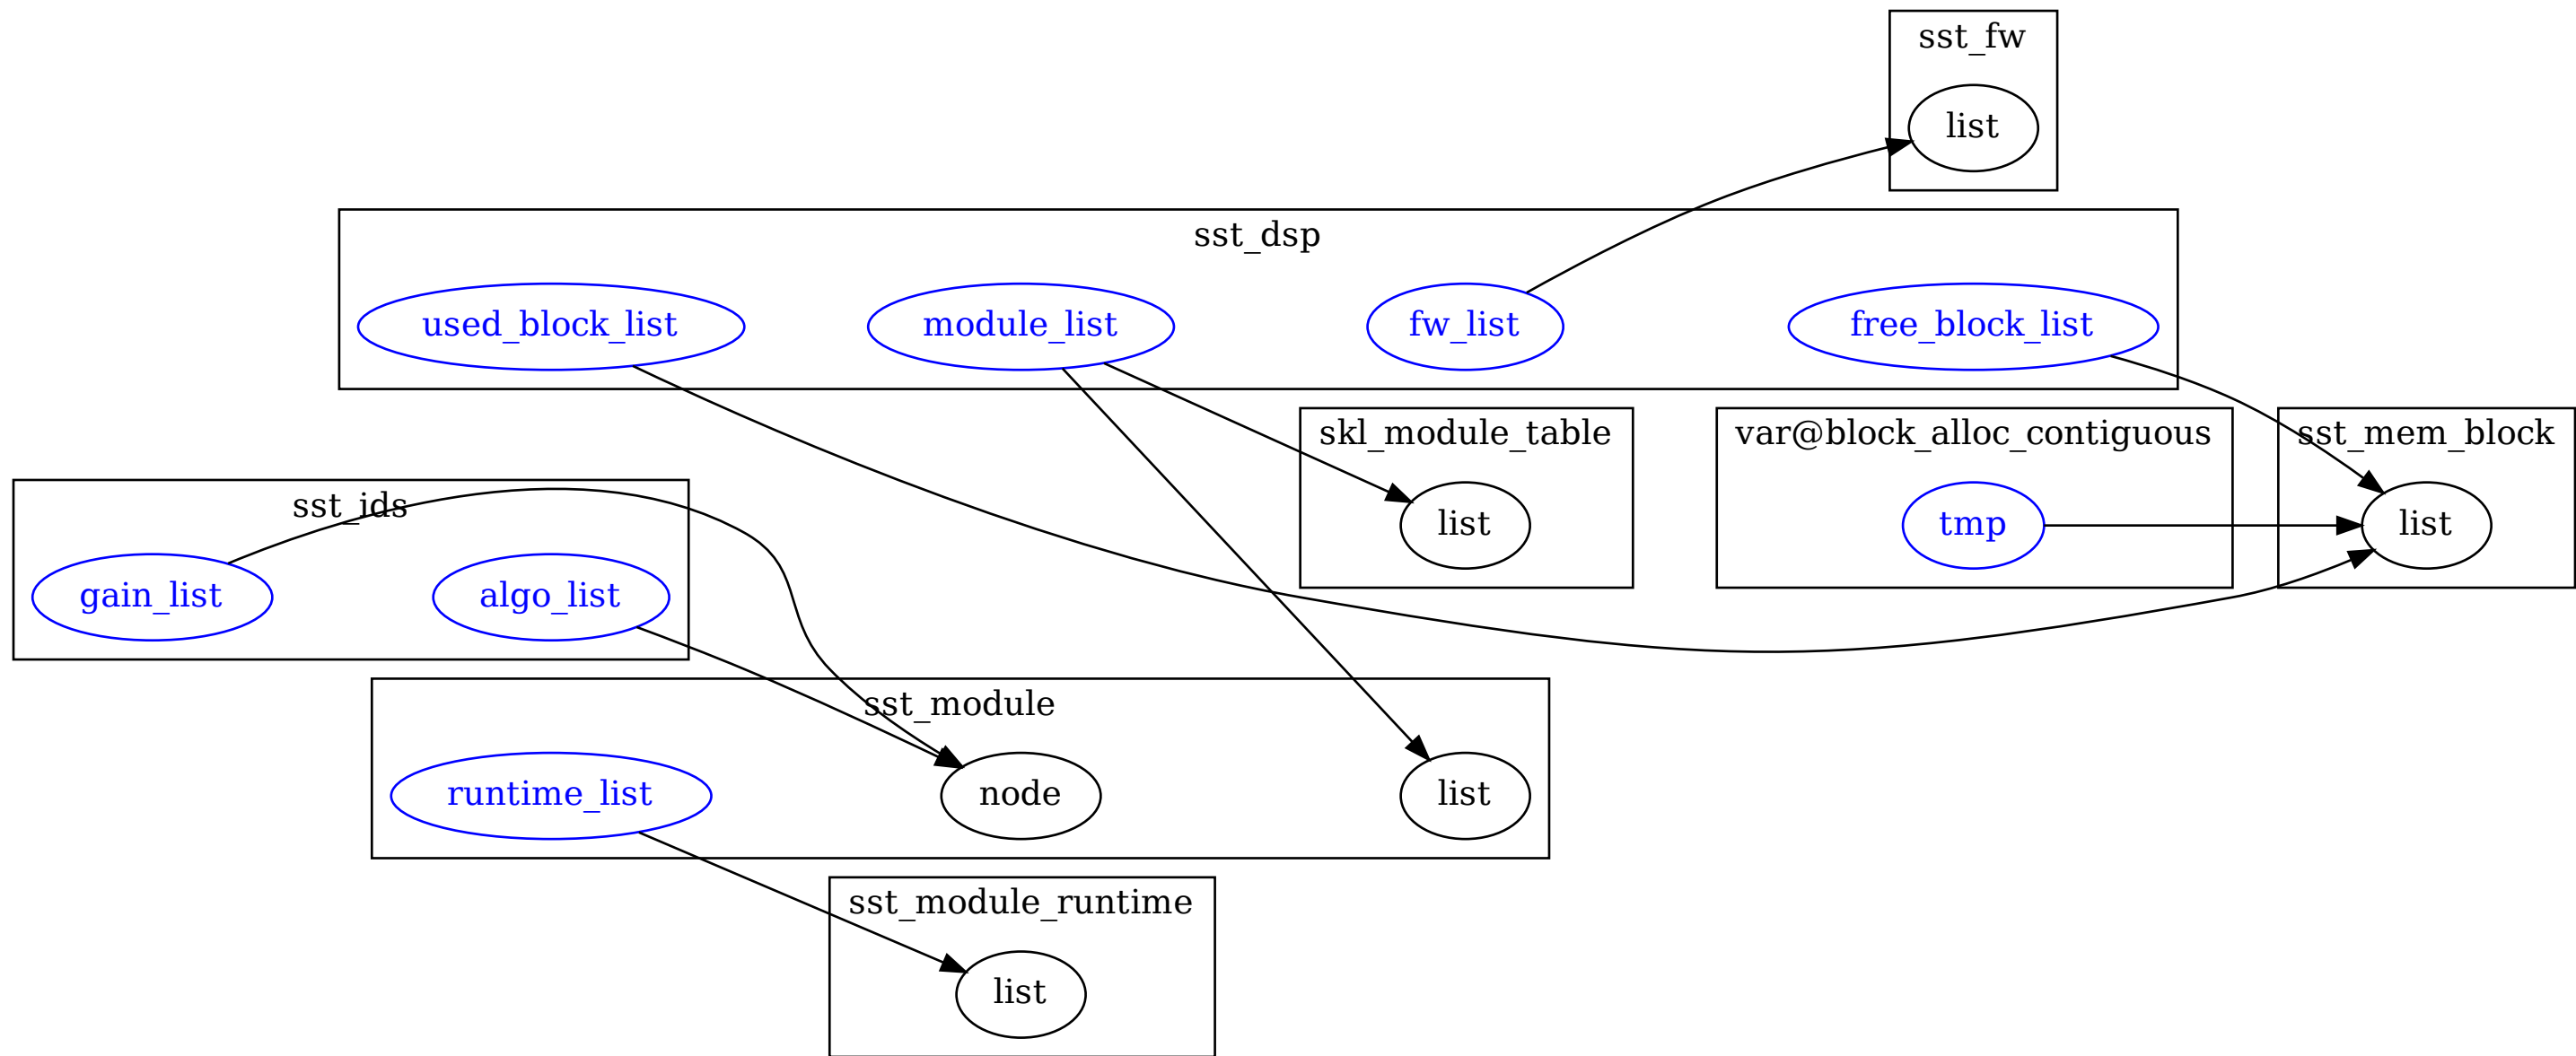 sst_fw
list
sst_dsp
used_block_list
module_list
fw_list
free_block_list
skl_module_table
list
var@block_alloc_contiguous
tmp
sst_mem_block
list
sst_ids
gain_list
algo_list
sst_module
runtime_list
node
list
sst_module_runtime
list